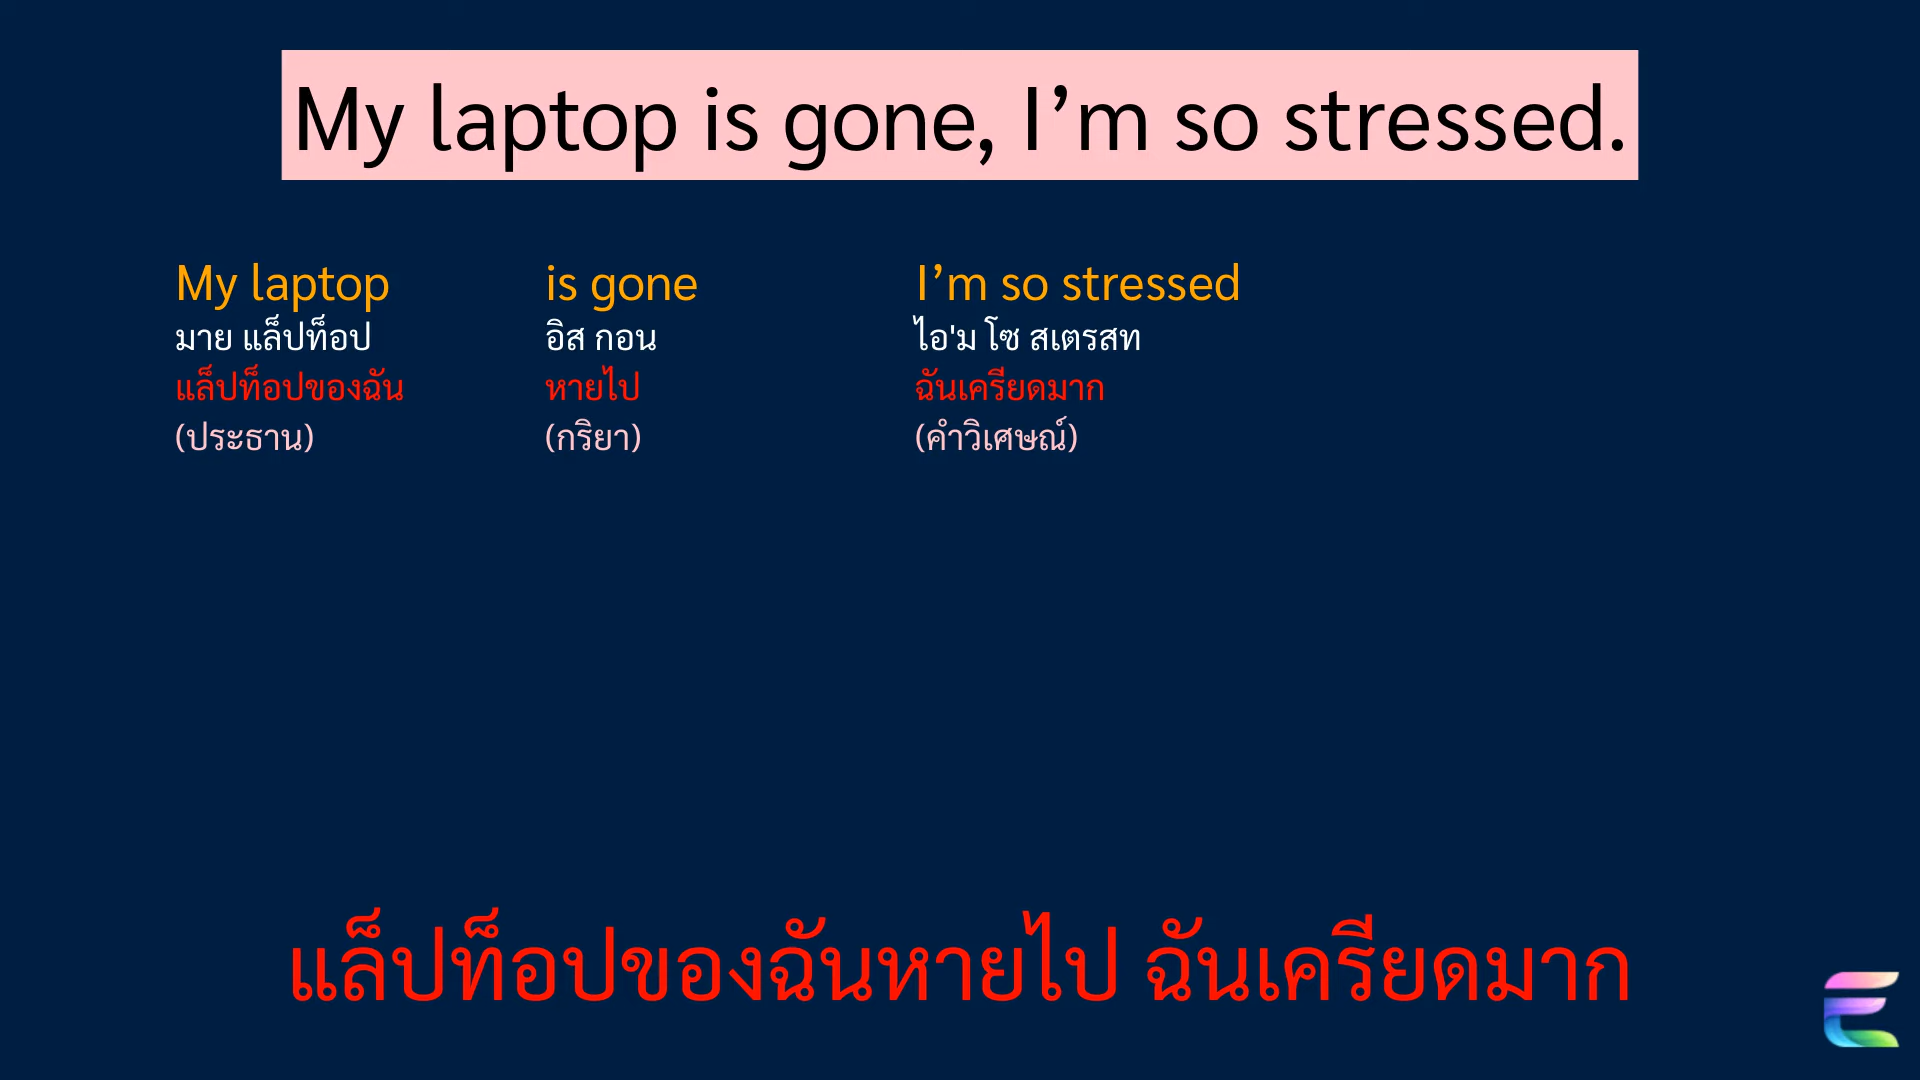 My laptop is gone, I’m so stressed.
My laptop
มาย แล็ปท็อป
แล็ปท็อปของฉัน
(ประธาน)
is gone
อิส กอน
หายไป
(กริยา)
I’m so stressed
ไอ'ม โซ สเตรสท
ฉันเครียดมาก
(คำวิเศษณ์)
แล็ปท็อปของฉันหายไป ฉันเครียดมาก